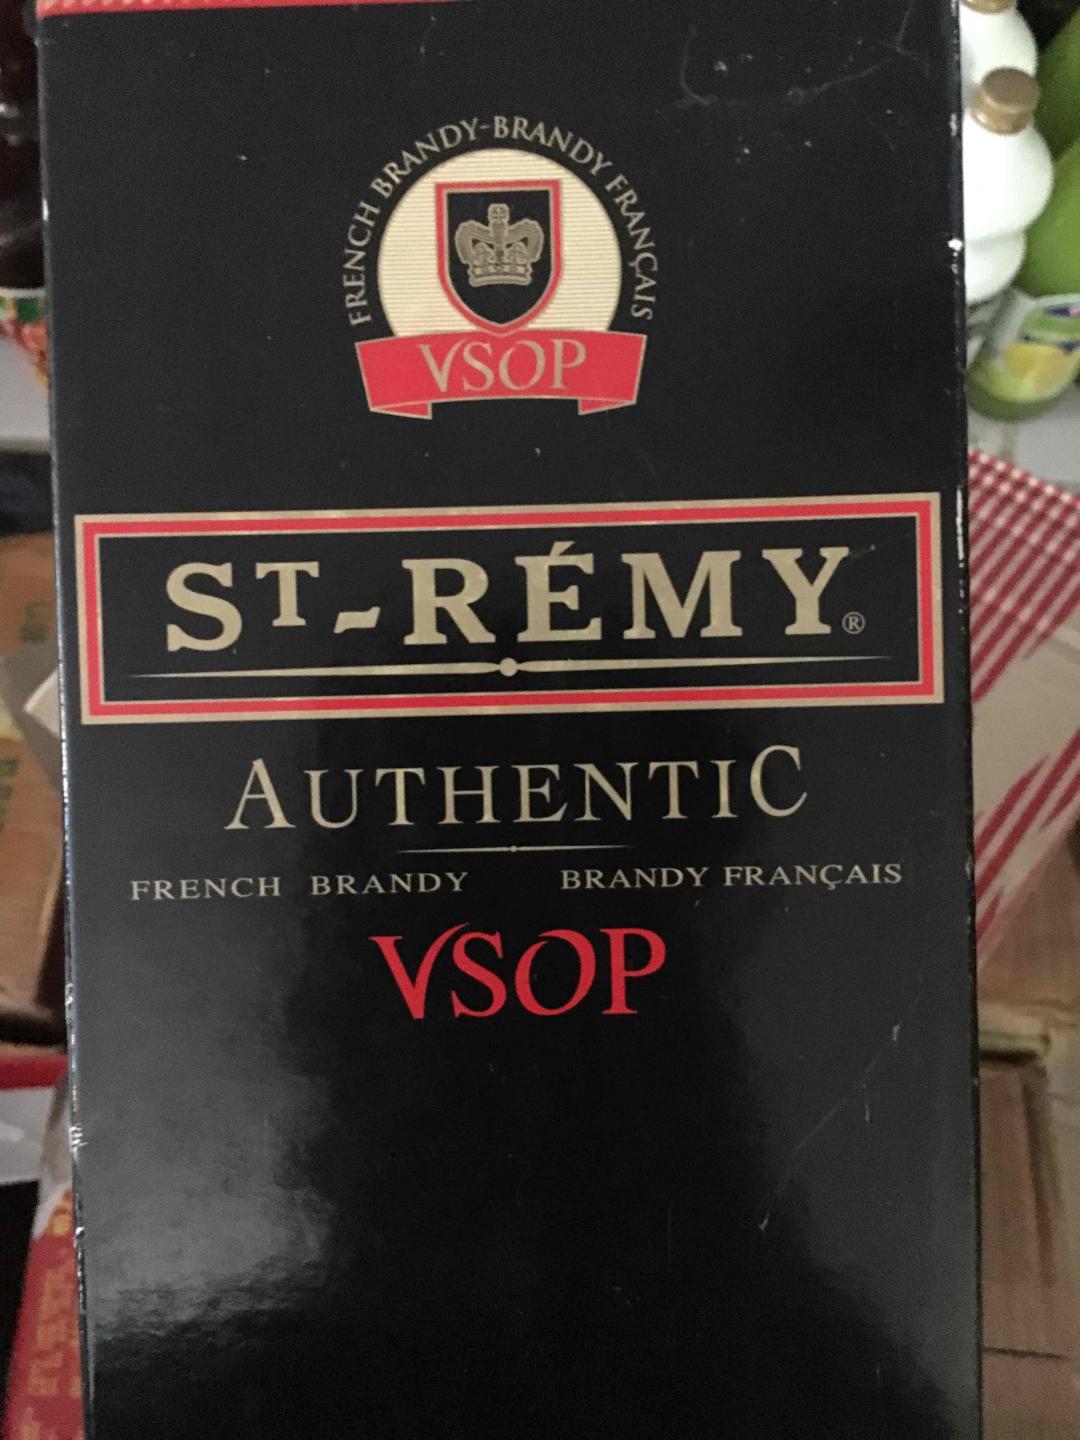 FRENCH BRANDY-BRANDY FRANÇAIS
VSOP
ST-RÉMY®
AUTHENTIC
FRENCH BRANDY BRANDY FRANÇAIS
VSOP